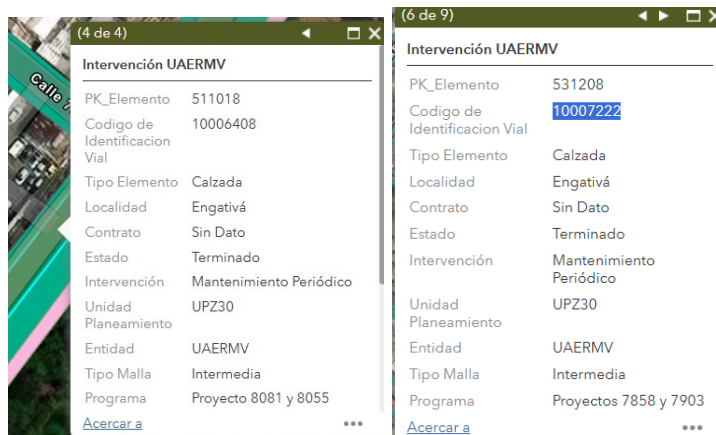 Calle 7
(4 de 4)
Intervención UAERMV
PK_Elemento 511018
Codigo de 10006408
Identificacion
Vial
Tipo Elemento Calzada
Localidad Engativá
Contrato Sin Dato
Estado Terminado
Intervención Mantenimiento Periódico
Unidad UPZ30
Planeamiento
Entidad UAERMV
Tipo Malla Intermedia
Programa Proyecto 8081 y 8055
Acercar a
(6 de 9)
Intervención UAERMV
PK_Elemento 531208
Codigo de 10007222
Identificacion Vial
Tipo Elemento Calzada
Localidad Engativá
Contrato Sin Dato
Estado Terminado
Intervención Mantenimiento
Periódico
Unidad UPZ30
Planeamiento
Entidad UAERMV
Tipo Malla Intermedia
Programa Proyectos 7858 y 7903
Acercar a